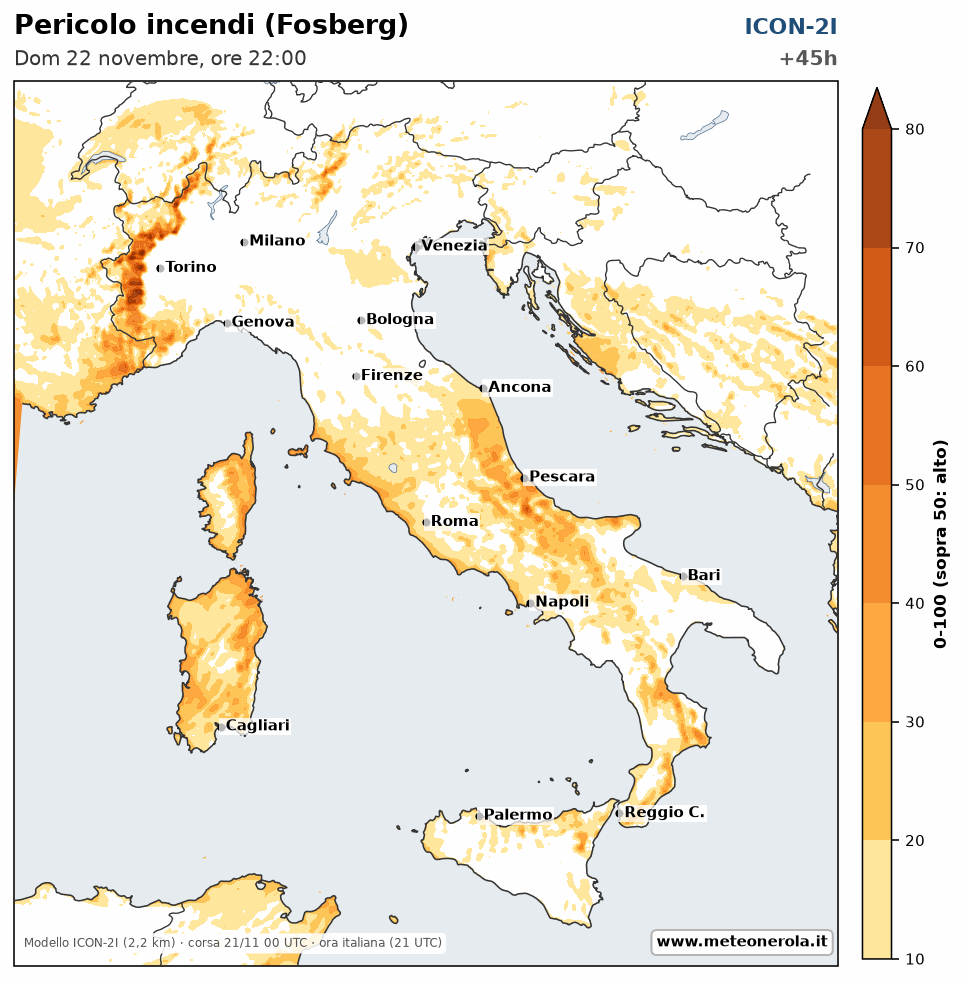 Pericolo incendi (Fosberg)
ICON-2I
Dom 22 novembre, ore 22:00
+45h
Milano
Venezia
Torino
Genova
Bologna
Firenze
Ancona
Pescara
Roma
Bari
Napoli
Cagliari
Palermo
Reggio C.
80
70
60
50
40
30
20
10
0-100 (sopra 50: alto)
Modello ICON-2I (2,2 km) · corsa 21/11 00 UTC · ora italiana (21 UTC)
www.meteonerola.it